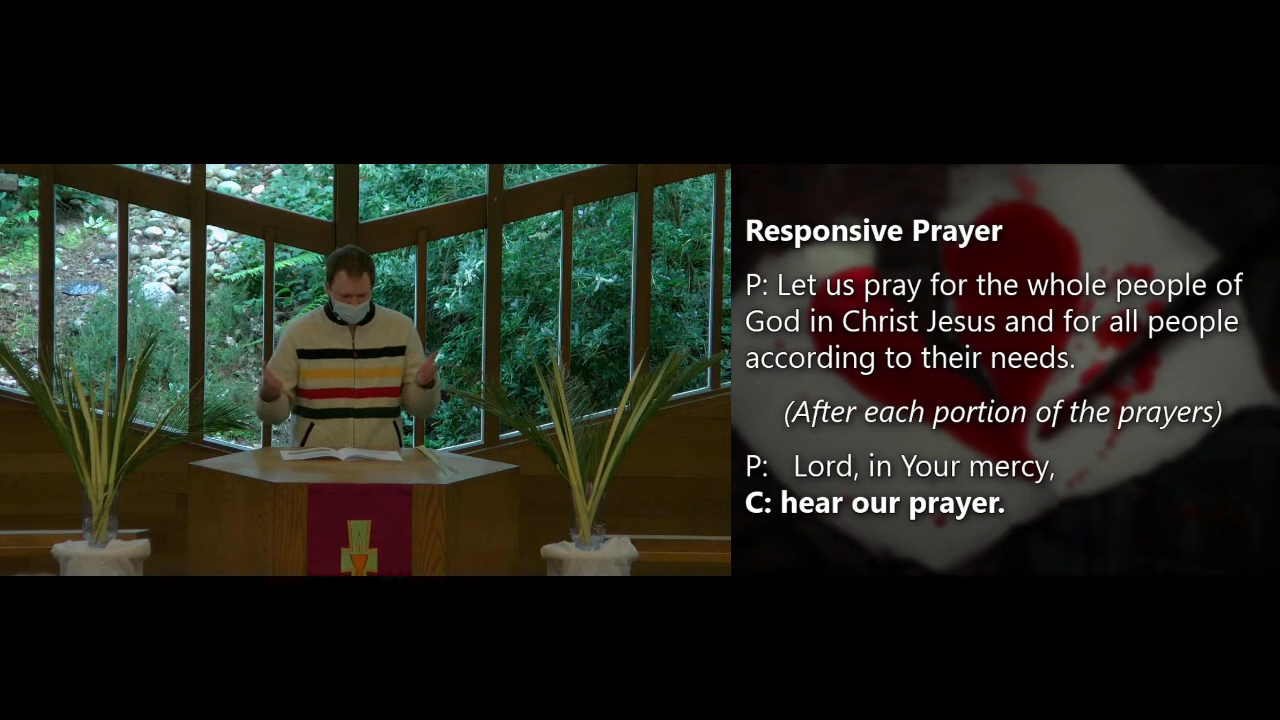 Responsive Prayer
P: Let us pray for the whole people of
God in Christ Jesus and for all people
according to their needs.
(After each portion of the prayers)
P: Lord, in Your mercy,
C: hear our prayer.